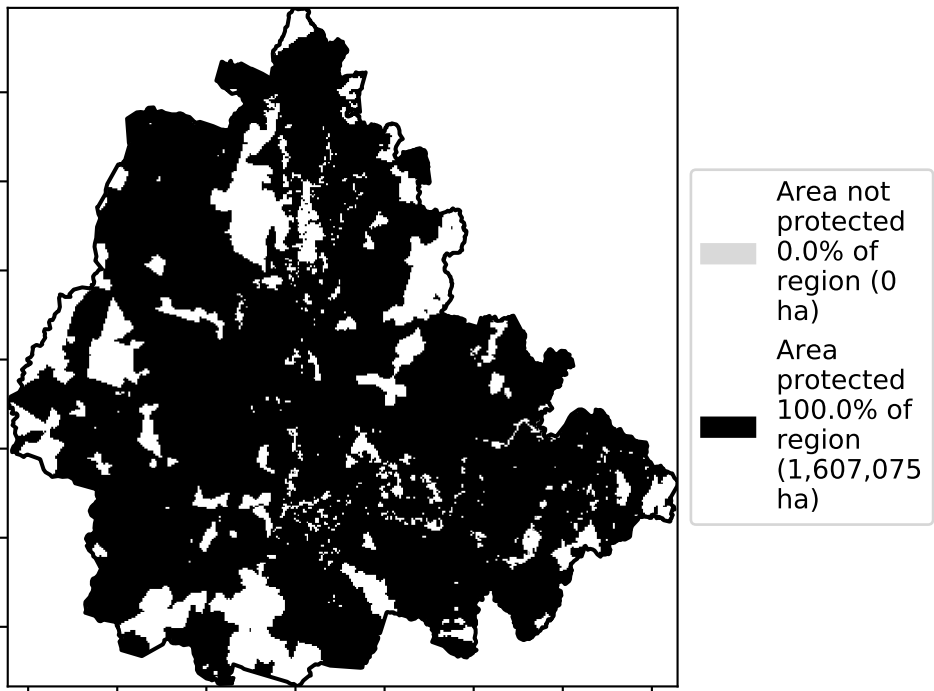 Area not
protected
0.0% of
region (0
ha)
Area
protected
100.0% of
region
(1,607,075
ha)